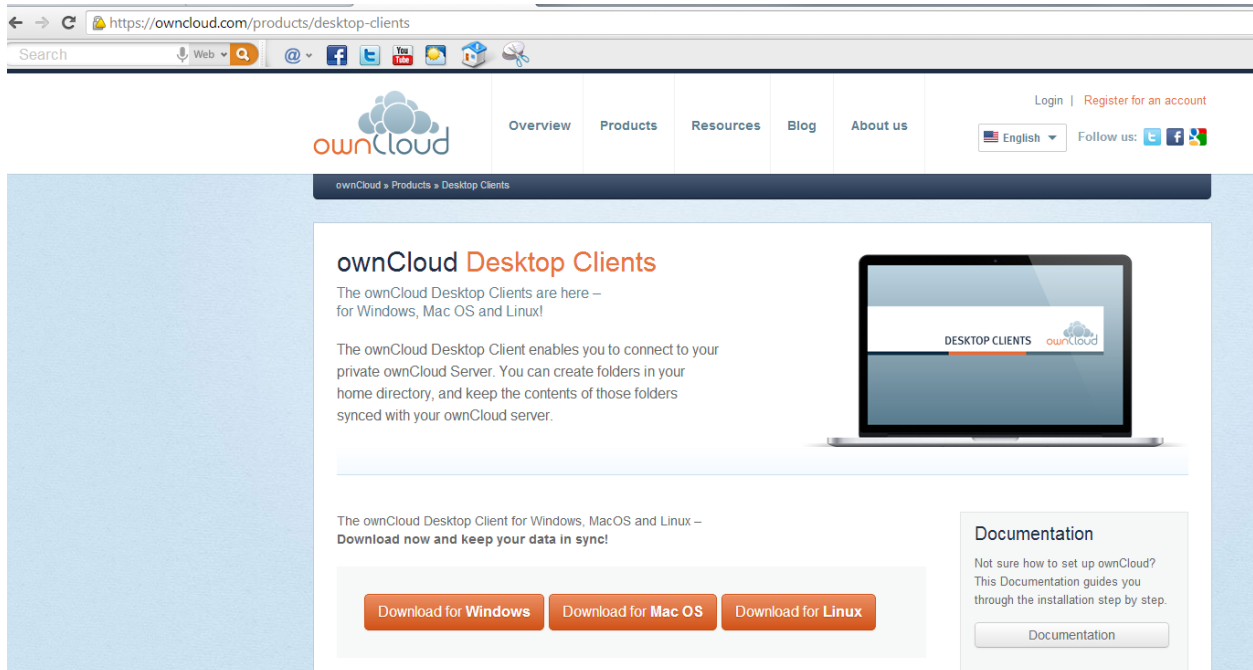 https://owncloud.com/products/desktop-clients
Search Web @ You Tube
Login | Register for an account
ownCloud Overview Products Resources Blog About us
English Follow us:
ownCloud » Products » Desktop Clients
ownCloud Desktop Clients
The ownCloud Desktop Clients are here –
for Windows, Mac OS and Linux!
The ownCloud Desktop Client enables you to connect to your
private ownCloud Server. You can create folders in your
home directory, and keep the contents of those folders
synced with your ownCloud server.
DESKTOP CLIENTS ownCloud
The ownCloud Desktop Client for Windows, MacOS and Linux –
Download now and keep your data in sync!
Download for Windows Download for Mac OS Download for Linux
Documentation
Not sure how to set up ownCloud?
This Documentation guides you
through the installation step by step.
Documentation